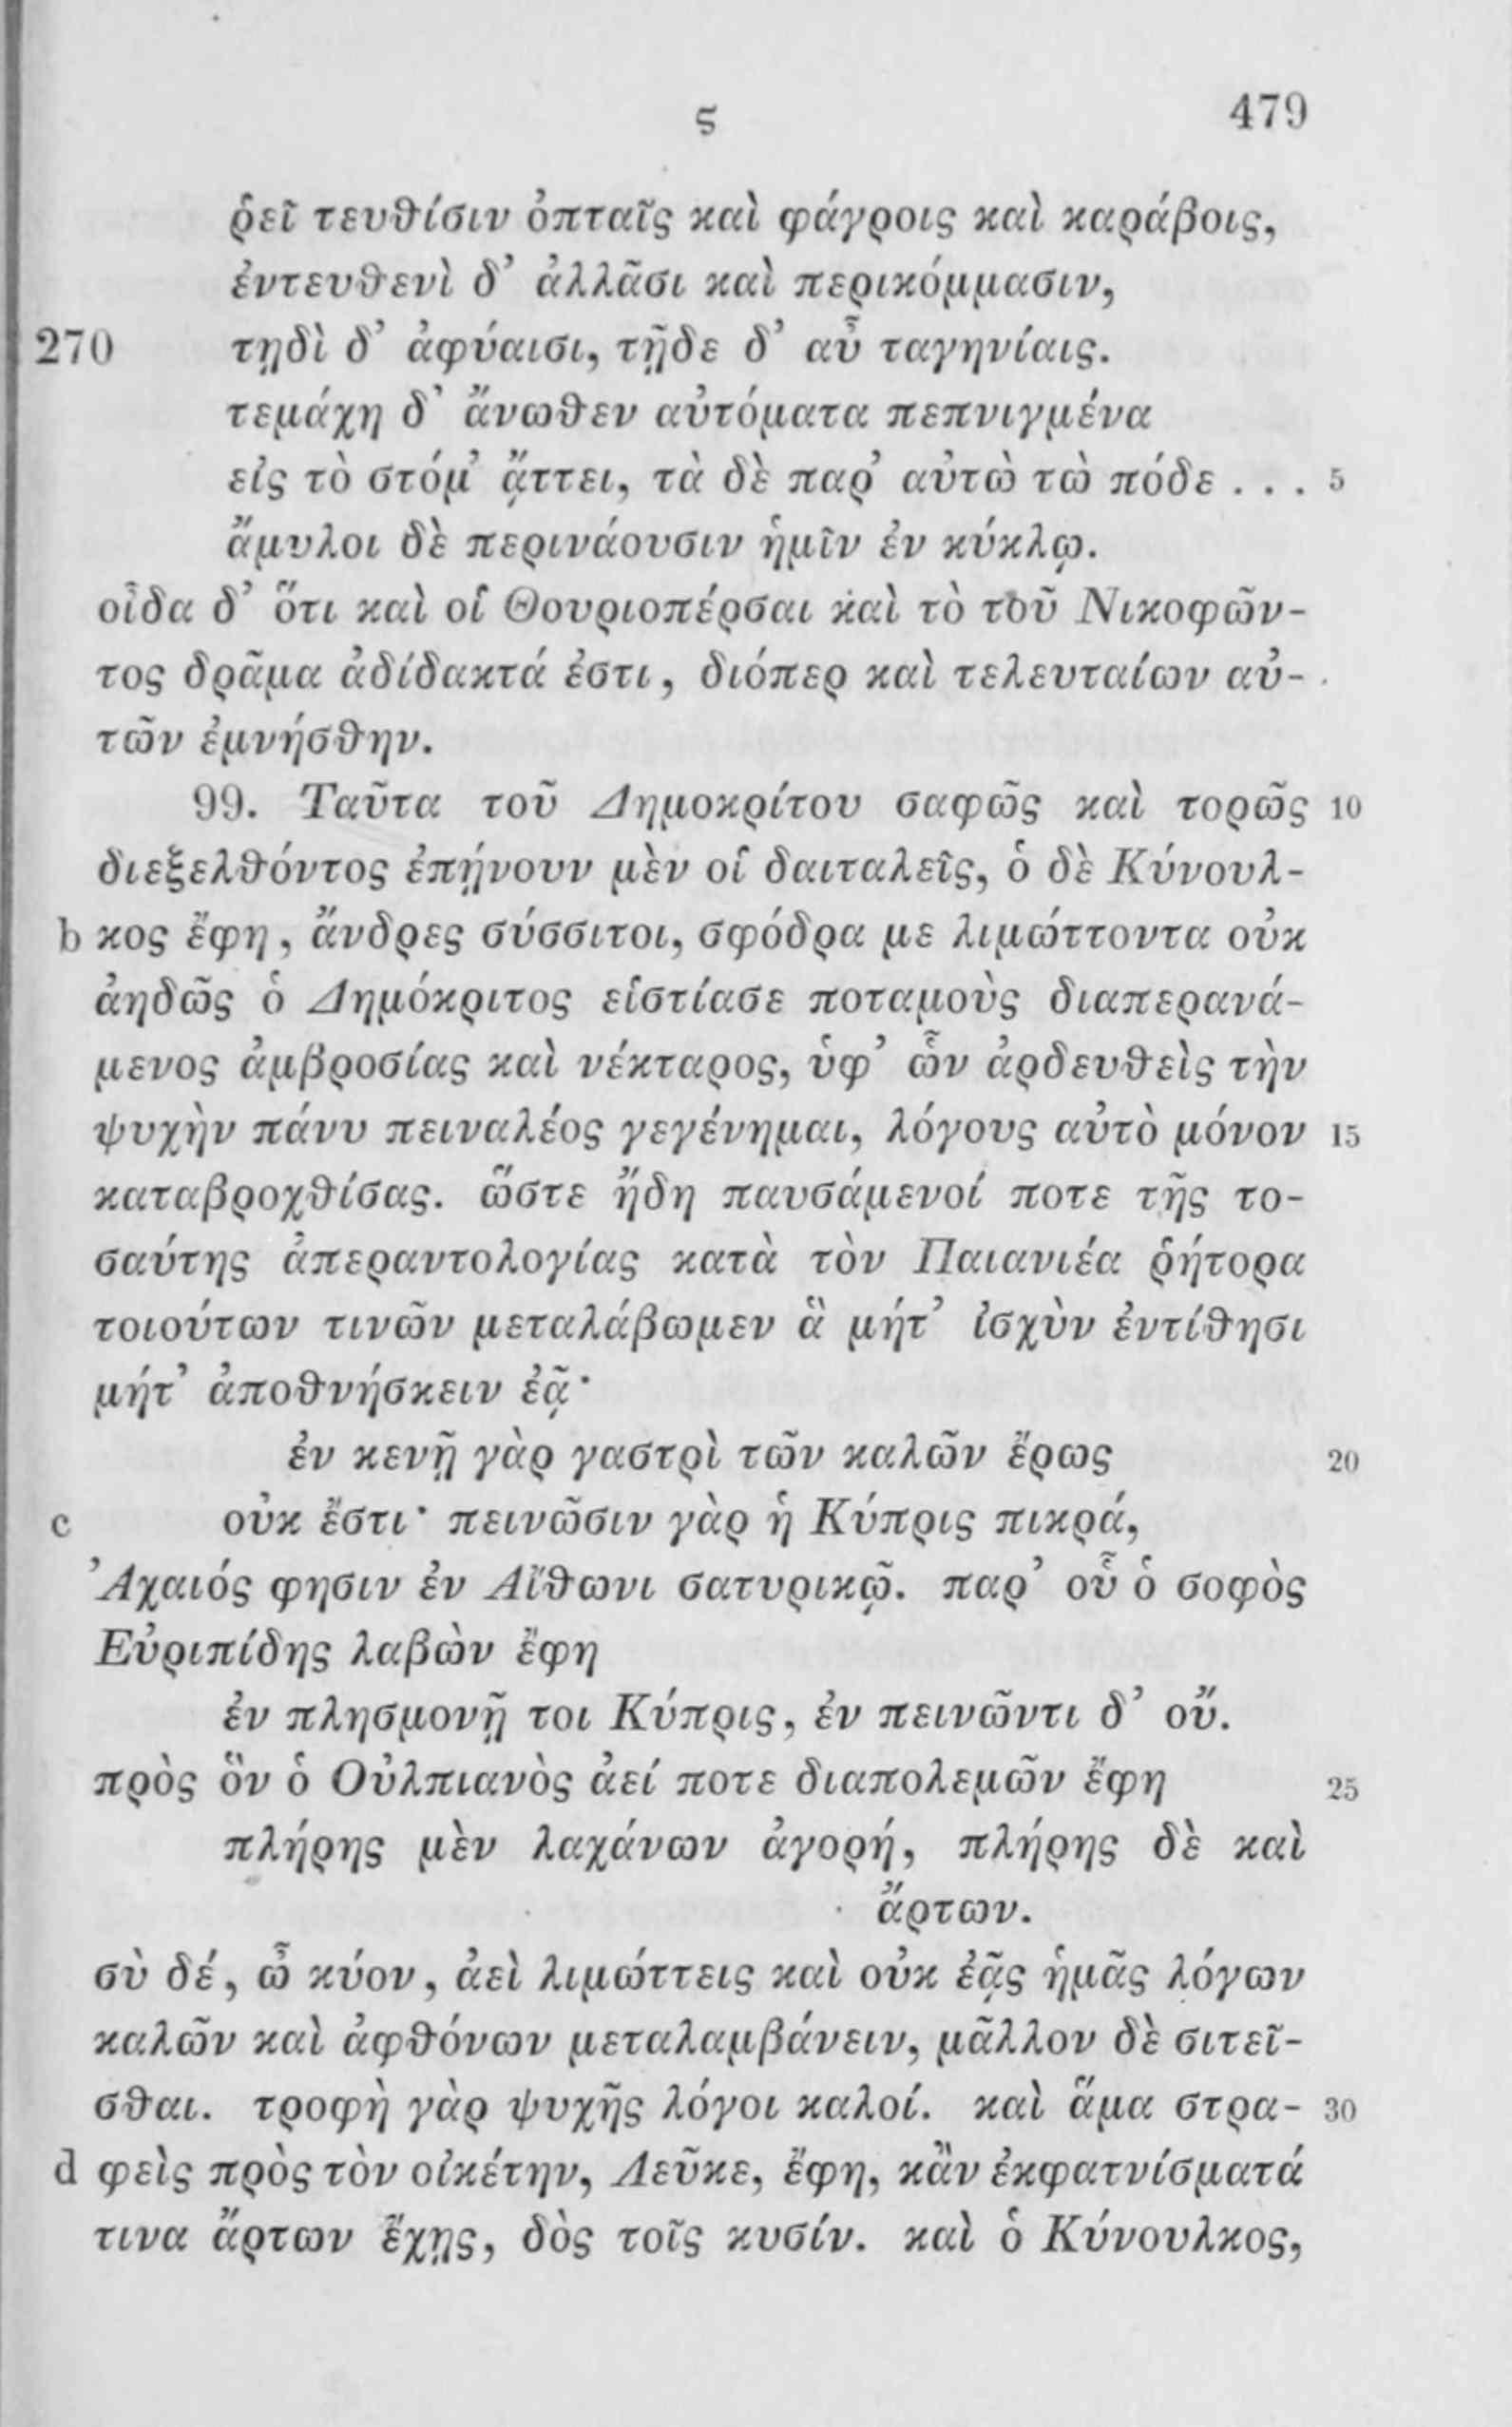 ϛ 479
ῥεῖ τευθίσιν ὀπταῖς καὶ φάγροις καὶ καράβοις,
ἐντευθενὶ δ’ ἀλλᾶσι καὶ περικόμμασιν,
270 τῃδὶ δ’ ἀφύαισι, τῇδε δ’ αὖ ταγηνίαις.
τεμάχη δ’ ἄνωθεν αὐτόματα πεπνιγμένα
εἰς τὸ στόμ’ ᾄττει, τὰ δὲ παρ’ αὐτὼ τὼ πόδε . . . 5
ἄμυλοι δὲ περινάουσιν ἡμῖν ἐν κύκλῳ.
οἶδα δ’ ὅτι καὶ οἱ Θουριοπέρσαι καὶ τὸ τοῦ Νικοφῶν-
τος δρᾶμα ἀδίδακτά ἐστι, διόπερ καὶ τελευταίων αὐ-
τῶν ἐμνήσθην.
99. Ταῦτα τοῦ Δημοκρίτου σαφῶς καὶ τορῶς 10
διεξελθόντος ἐπῄνουν μὲν οἱ δαιταλεῖς, ὁ δὲ Κύνουλ-
b κος ἔφη, ἄνδρες σύσσιτοι, σφόδρα με λιμώττοντα οὐκ
ἀηδῶς ὁ Δημόκριτος εἱστίασε ποταμοὺς διαπερανά-
μενος ἀμβροσίας καὶ νέκταρος, ὑφ’ ὧν ἀρδευθεὶς τὴν
ψυχὴν πάνυ πειναλέος γεγένημαι, λόγους αὐτὸ μόνον 15
καταβροχθίσας. ὥστε ἤδη παυσάμενοί ποτε τῆς το-
σαύτης ἀπεραντολογίας κατὰ τὸν Παιανιέα ῥήτορα
τοιούτων τινῶν μεταλάβωμεν ἃ μήτ’ ἰσχὺν ἐντίθησι
μήτ’ ἀποθνήσκειν ἐᾷ·
ἐν κενῇ γὰρ γαστρὶ τῶν καλῶν ἔρως 20
c οὐκ ἔστι· πεινῶσιν γὰρ ἡ Κύπρις πικρά,
Ἀχαιός φησιν ἐν Αἴθωνι σατυρικῷ. παρ’ οὗ ὁ σοφὸς
Εὐριπίδης λαβὼν ἔφη
ἐν πλησμονῇ τοι Κύπρις, ἐν πεινῶντι δ’ οὔ.
πρὸς ὃν ὁ Οὐλπιανὸς ἀεί ποτε διαπολεμῶν ἔφη 25
πλήρης μὲν λαχάνων ἀγορή, πλήρης δὲ καὶ
ἄρτων.
σὺ δέ, ὦ κύον, ἀεὶ λιμώττεις καὶ οὐκ ἐᾷς ἡμᾶς λόγων
καλῶν καὶ ἀφθόνων μεταλαμβάνειν, μᾶλλον δὲ σιτεῖ-
σθαι. τροφὴ γὰρ ψυχῆς λόγοι καλοί. καὶ ἅμα στρα- 30
d φεὶς πρὸς τὸν οἰκέτην, Λεῦκε, ἔφη, κἂν ἐκφατνίσματά
τινα ἄρτων ἔχῃς, δὸς τοῖς κυσίν. καὶ ὁ Κύνουλκος,